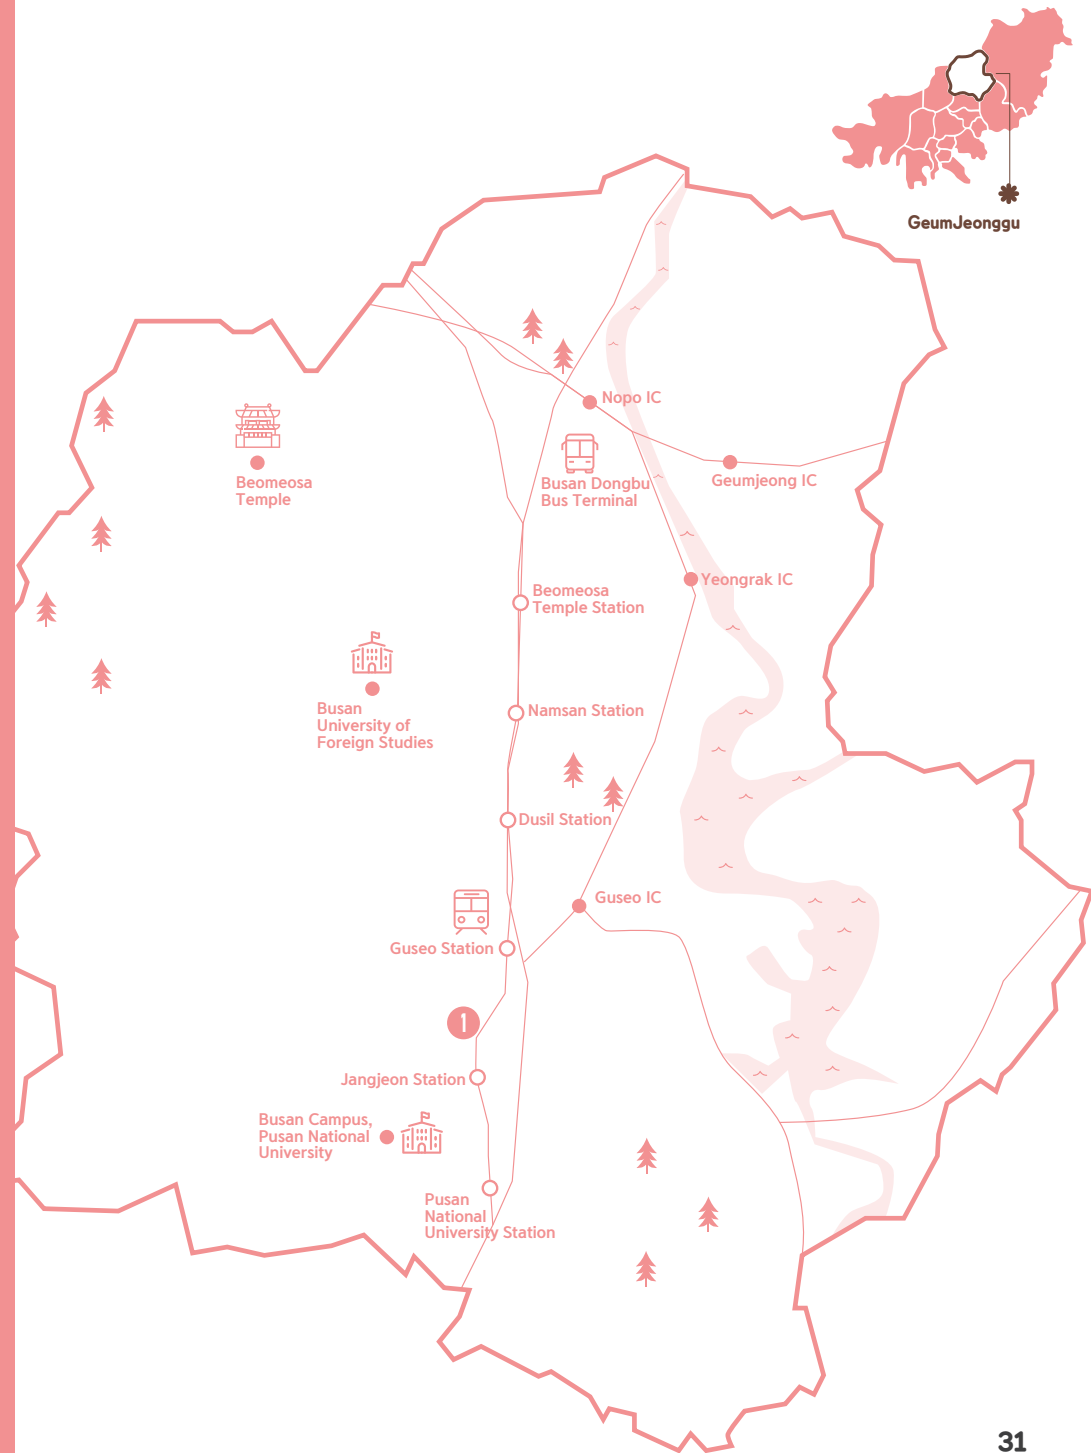 GeumJeonggu
Nopo IC
Beomeosa
Temple
Busan Dongbu
Bus Terminal
Geumjeong IC
Yeongrak IC
Beomeosa
Temple Station
Busan
University of
Foreign Studies
Namsan Station
Dusil Station
Guseo IC
Guseo Station
1
Jangjeon Station
Busan Campus,
Pusan National
University
Pusan
National
University Station
31